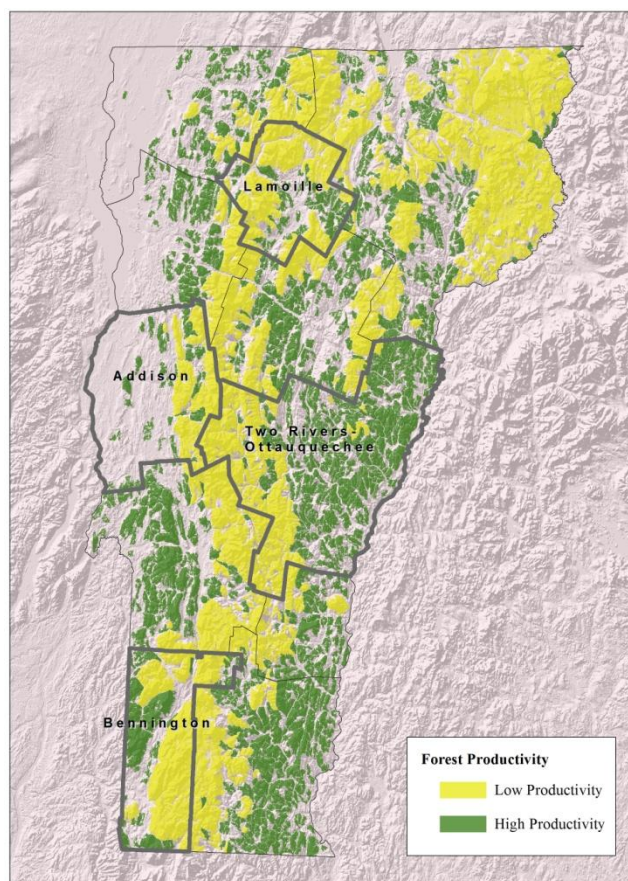 Lamoille
Addison
Two Rivers-
Ottauquechee
Bennington
Forest Productivity
Low Productivity
High Productivity